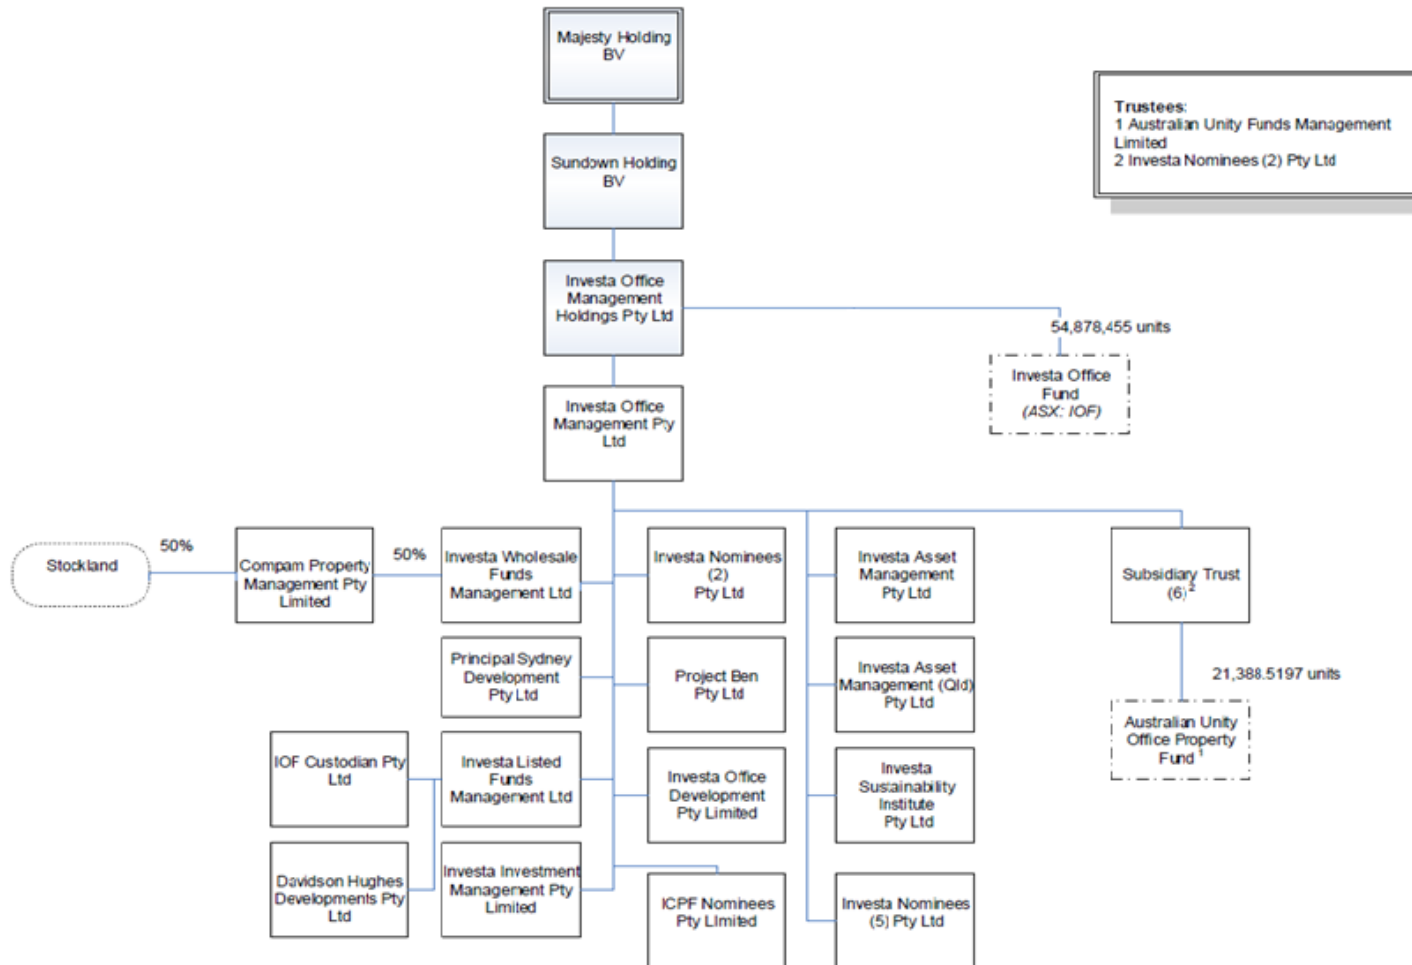 Majesty Holding
BV
Trustees:
1 Australian Unity Funds Management
Limited
2 Investa Nominees (2) Pty Ltd
Sundown Holding
BV
Investa Office
Management
Holdings Pty Ltd
54,878,455 units
Investa Office
Fund
(ASX: IOF)
Investa Office
Management Pty
Ltd
Stockland
50%
Compam Property
Management Pty
Limited
50%
Investa Wholesale
Funds
Management Ltd
Investa Nominees
(2)
Pty Ltd
Investa Asset
Management
Pty Ltd
Subsidiary Trust
(6)²
Principal Sydney
Development
Pty Ltd
Project Ben
Pty Ltd
Investa Asset
Management (Qld)
Pty Ltd
21,388.5197 units
Australian Unity
Office Property
Fund ¹
IOF Custodian Pty
Ltd
Investa Listed
Funds
Management Ltd
Investa Office
Development
Pty Limited
Investa
Sustainability
Institute
Pty Ltd
Davidson Hughes
Developments Pty
Ltd
Investa Investment
Management Pty
Limited
ICPF Nominees
Pty LImited
Investa Nominees
(5) Pty Ltd